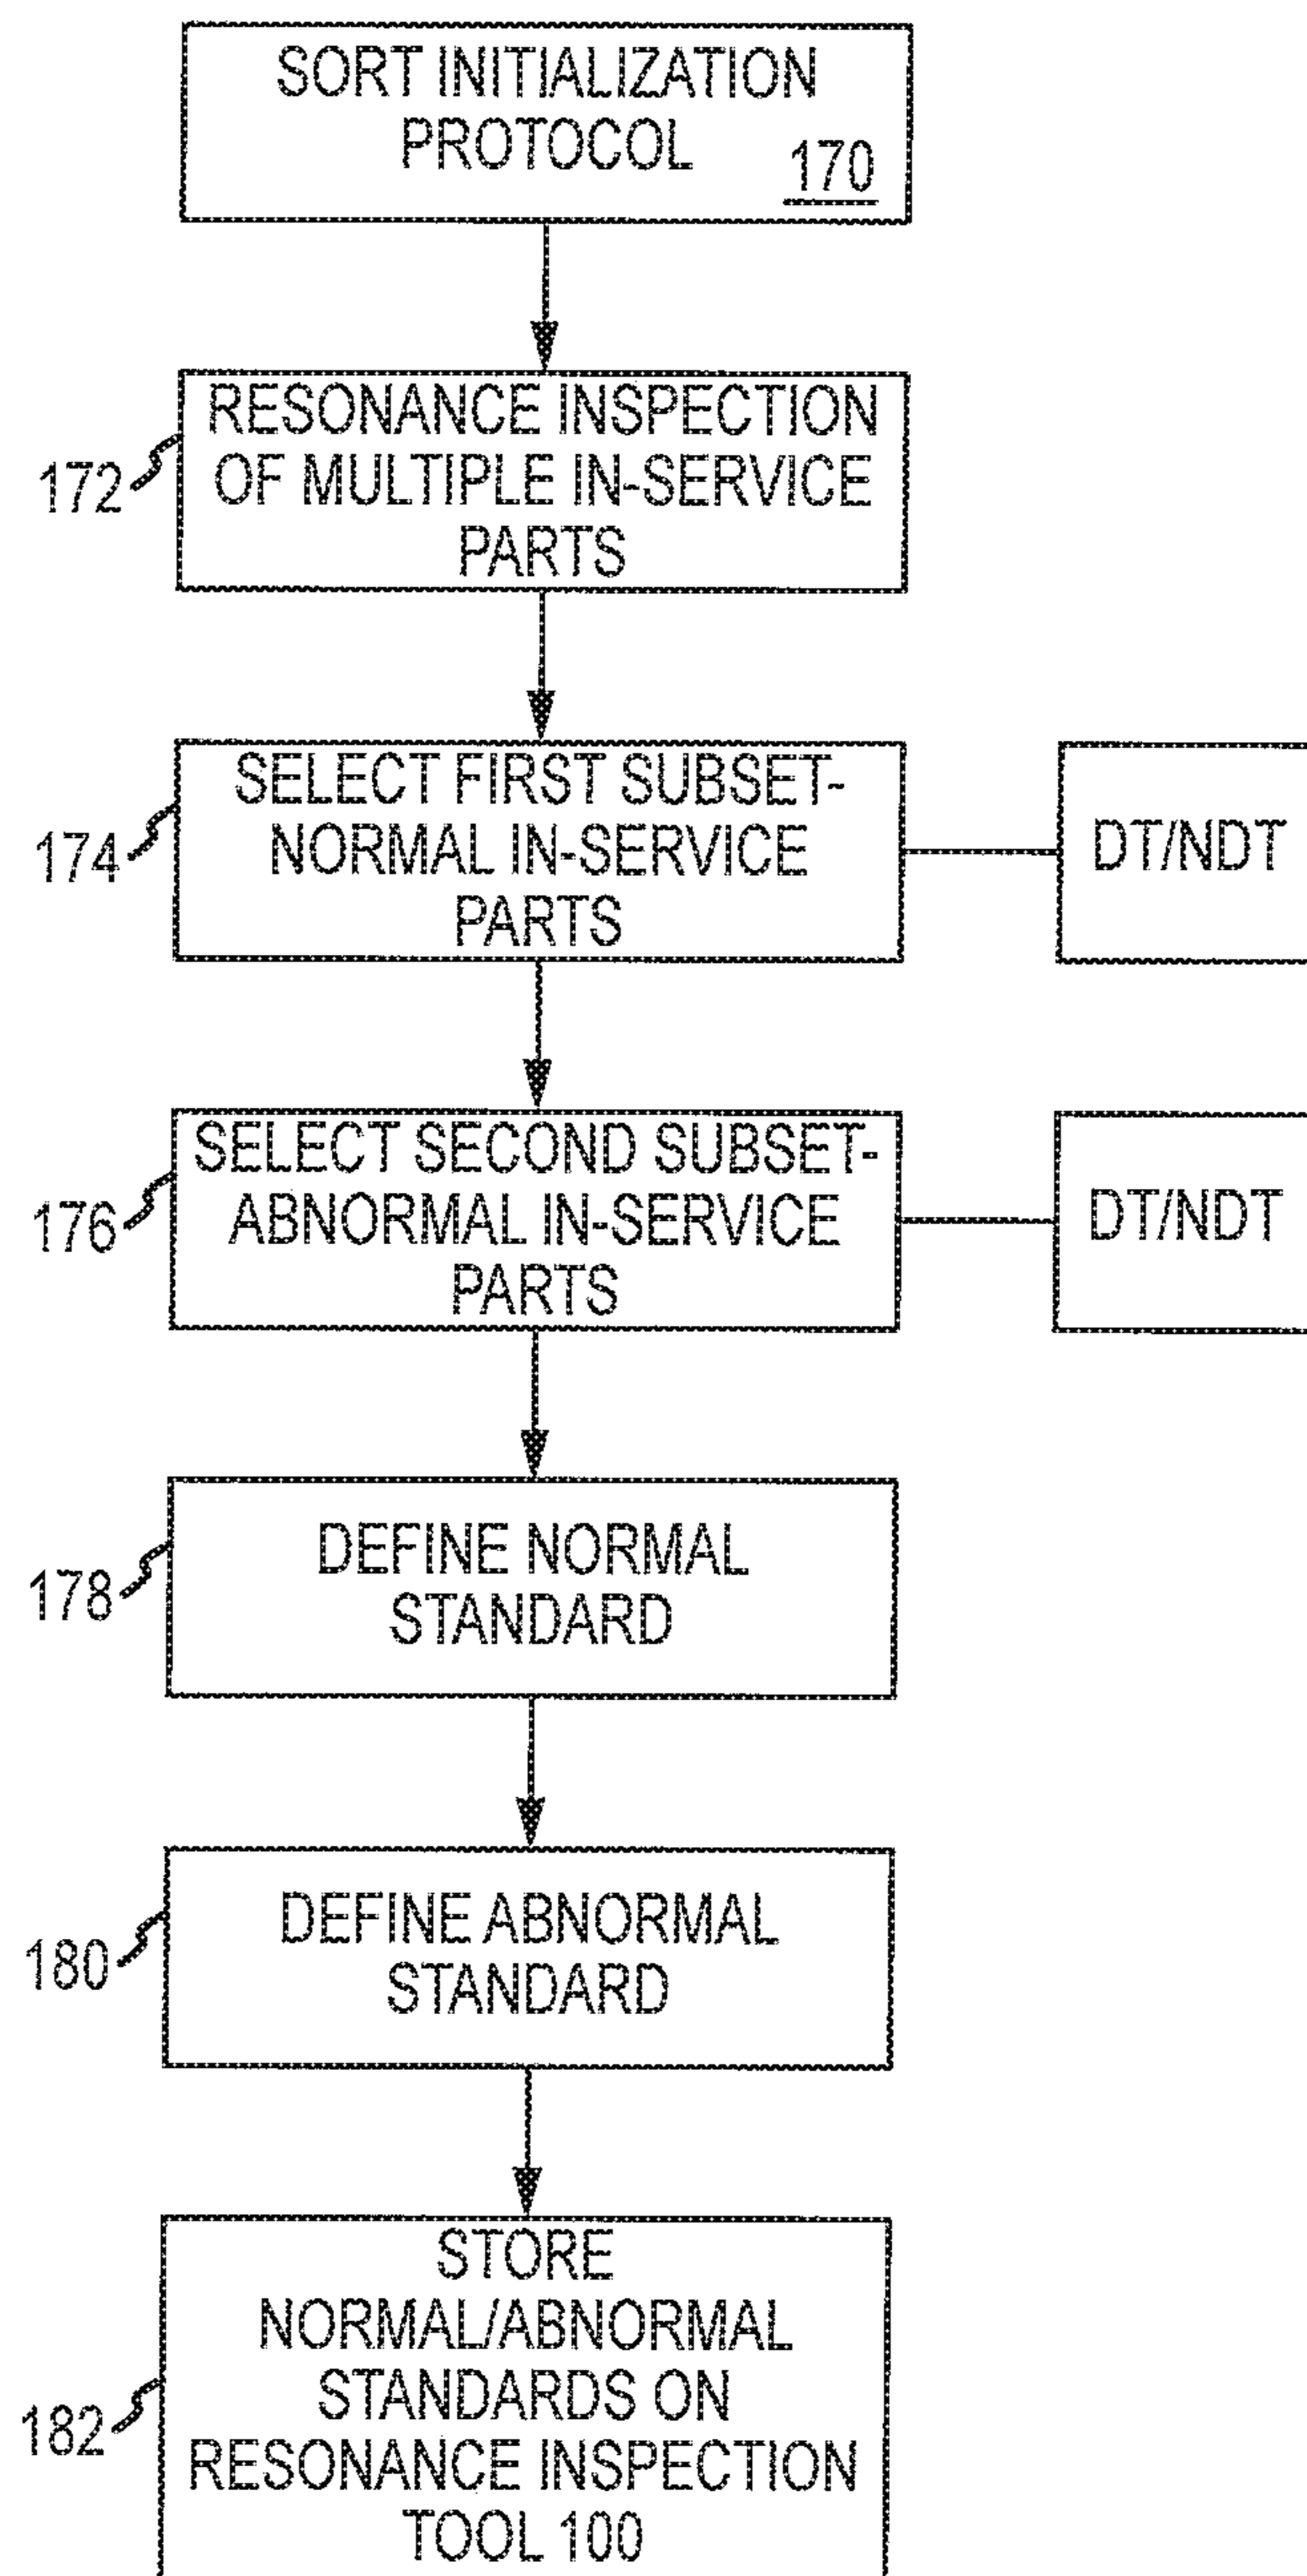 SORT INITIALIZATION
PROTOCOL
170
RESONANCE INSPECTION
OF MULTIPLE IN-SERVICE
PARTS
172
SELECT FIRST SUBSET-
NORMAL IN-SERVICE
PARTS
174
DT/NDT
SELECT SECOND SUBSET-
ABNORMAL IN-SERVICE
PARTS
176
DT/NDT
DEFINE NORMAL
STANDARD
178
DEFINE ABNORMAL
STANDARD
180
STORE
NORMAL/ABNORMAL
STANDARDS ON
RESONANCE INSPECTION
TOOL 100
182